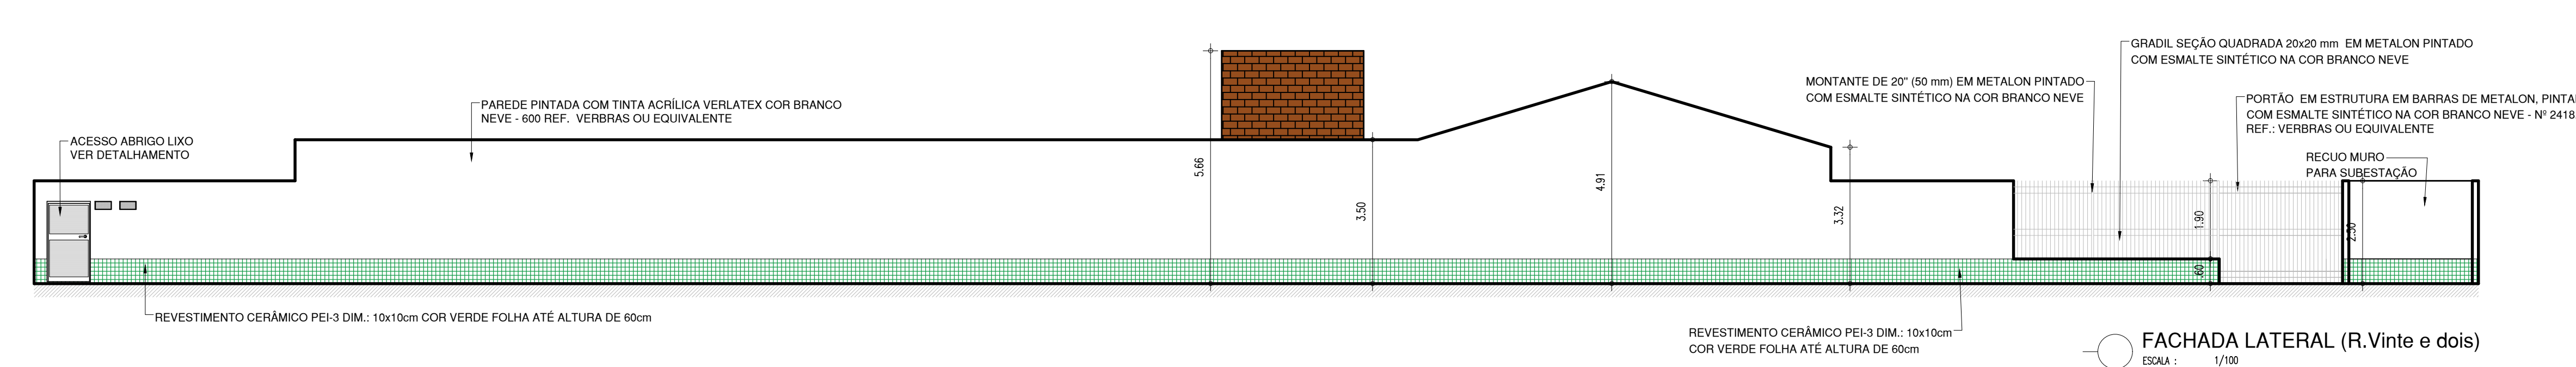 GRADIL SEÇÃO QUADRADA 20x20 mm  EM METALON PINTADO
COM ESMALTE SINTÉTICO NA COR BRANCO NEVE
MONTANTE DE 20" (50 mm) EM METALON PINTADO
COM ESMALTE SINTÉTICO NA COR BRANCO NEVE
PORTÃO  EM ESTRUTURA EM BARRAS DE METALON, PINTA
COM ESMALTE SINTÉTICO NA COR BRANCO NEVE - Nº 2418
REF.: VERBRAS OU EQUIVALENTE
PAREDE PINTADA COM TINTA ACRÍLICA VERLATEX COR BRANCO
NEVE - 600 REF.  VERBRAS OU EQUIVALENTE
ACESSO ABRIGO LIXO
VER DETALHAMENTO
RECUO MURO
PARA SUBESTAÇÃO
5.66
3.50
4.91
3.32
1.90
.60
2.50
REVESTIMENTO CERÂMICO PEI-3 DIM.: 10x10cm COR VERDE FOLHA ATÉ ALTURA DE 60cm
REVESTIMENTO CERÂMICO PEI-3 DIM.: 10x10cm
COR VERDE FOLHA ATÉ ALTURA DE 60cm
FACHADA LATERAL (R.Vinte e dois)
ESCALA : 1/100